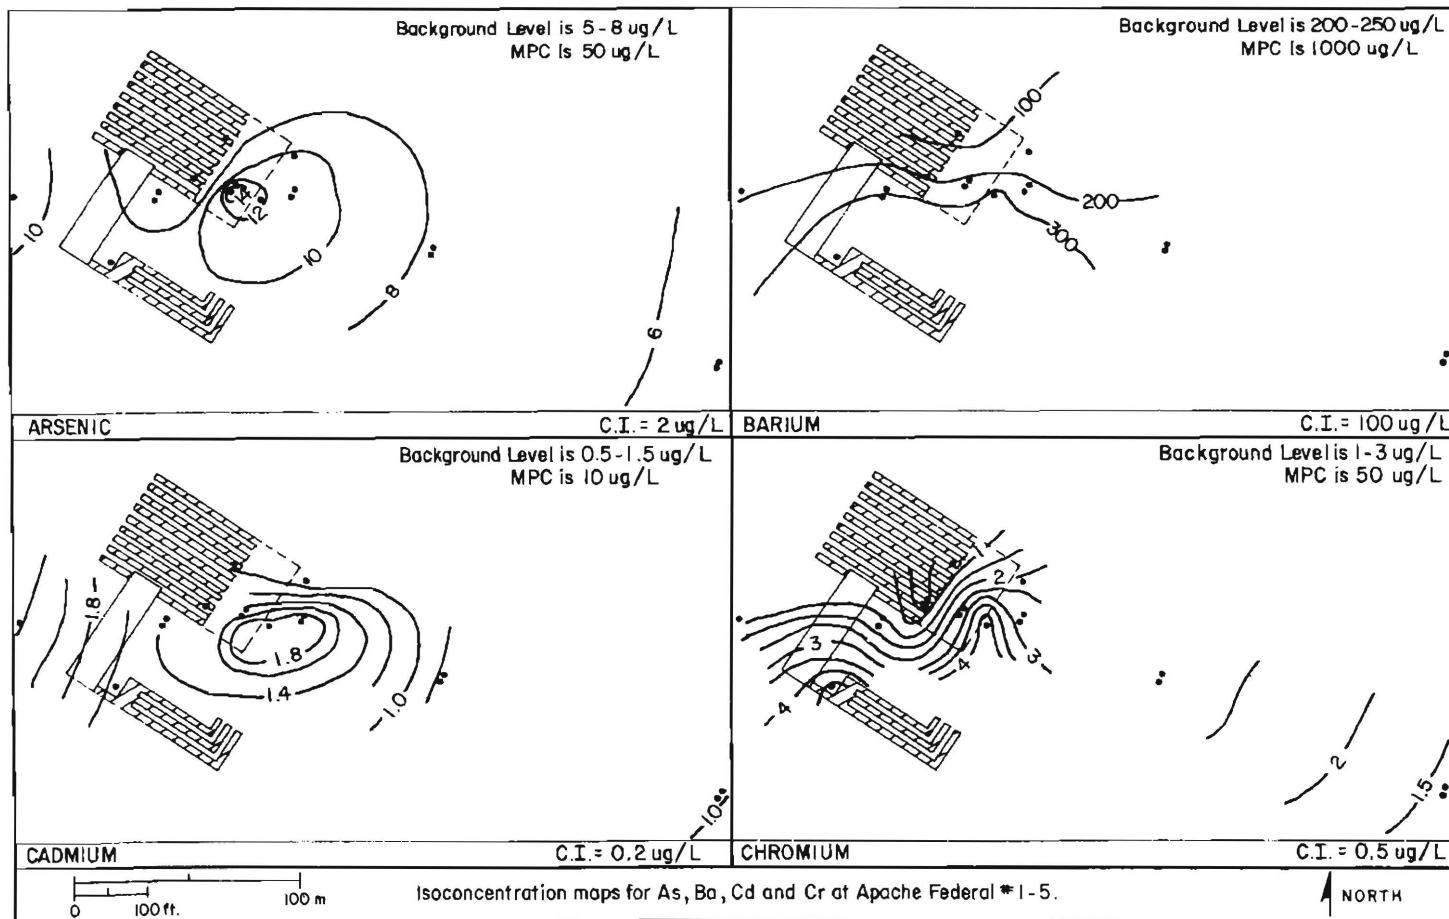 Background Level is 5-8 ug/L
MPC Is 50 ug/L
10
14
12
10
8
6
ARSENIC
C.I. = 2 ug/L
Background Level is 200-250 ug/L
MPC Is 1000 ug/L
100
200
300
BARIUM
C.I. = 100 ug/L
Background Level is 0.5-1.5 ug/L
MPC is 10 ug/L
1.8
1.8
1.4
1.0
1.0
CADMIUM
C.I. = 0.2 ug/L
Background Level is 1-3 ug/L
MPC is 50 ug/L
1
2
3
4
3
4
2
1.5
CHROMIUM
C.I. = 0.5 ug/L
0
100 ft.
100 m
Isoconcentration maps for As, Ba, Cd and Cr at Apache Federal #1-5.
NORTH